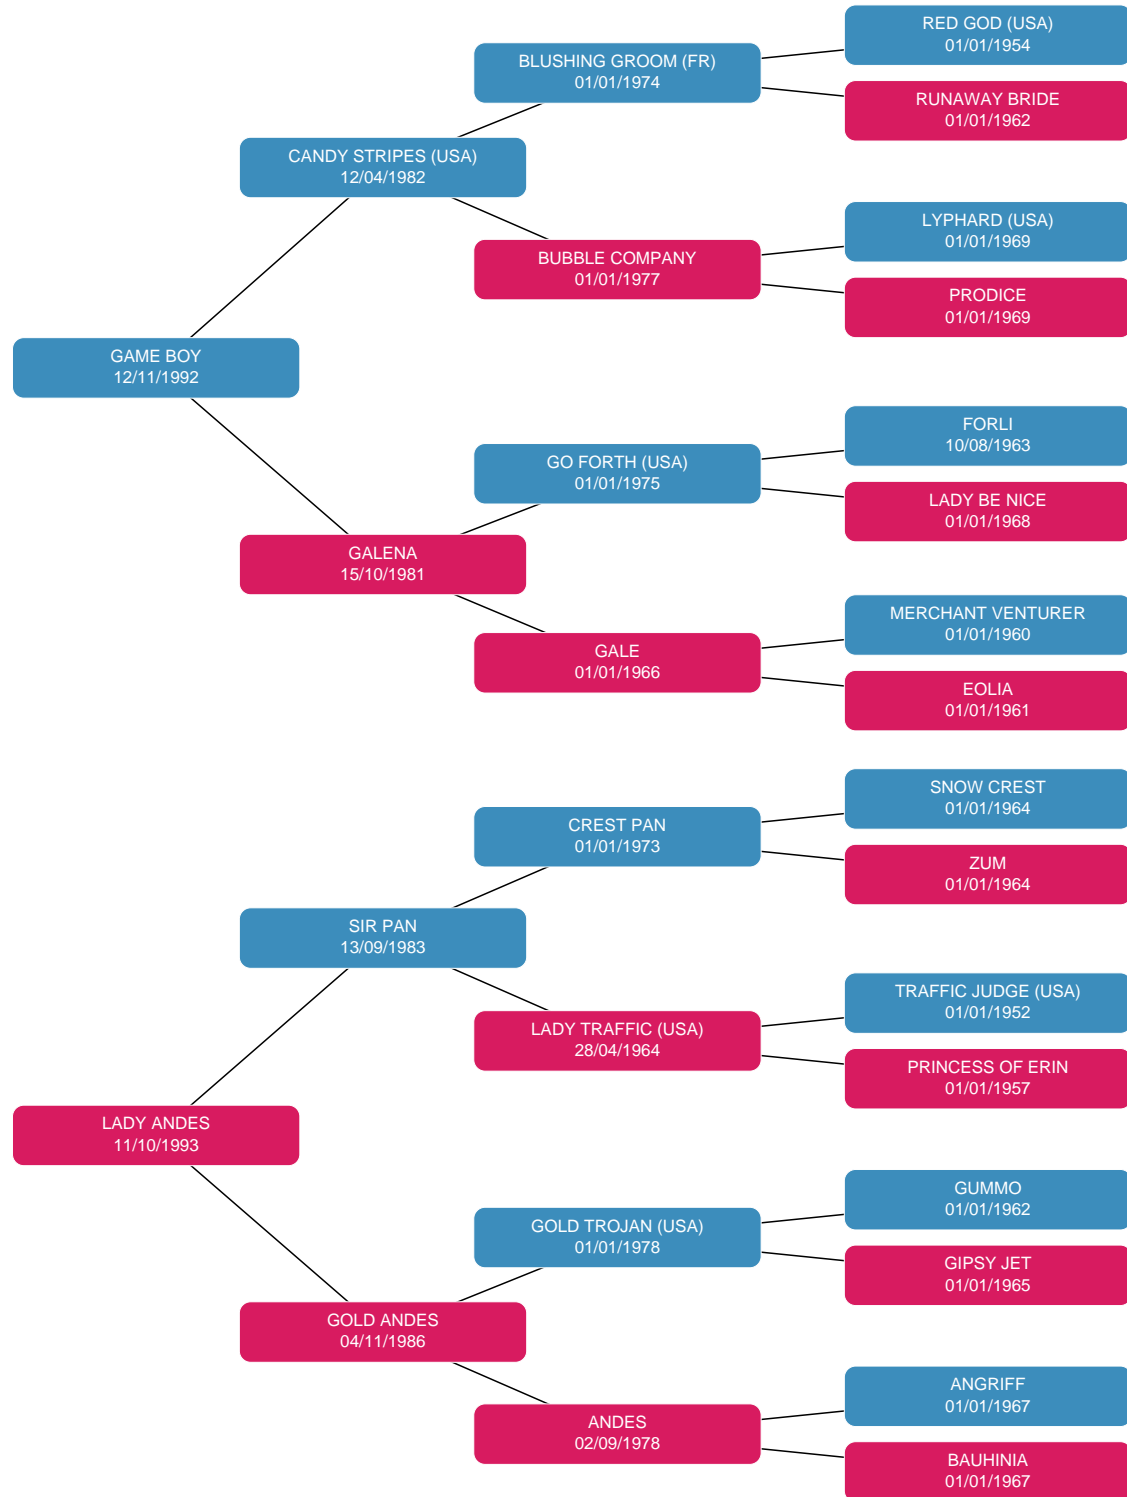 RED GOD (USA)
01/01/1954
BLUSHING GROOM (FR)
01/01/1974
RUNAWAY BRIDE
01/01/1962
CANDY STRIPES (USA)
12/04/1982
LYPHARD (USA)
01/01/1969
BUBBLE COMPANY
01/01/1977
PRODICE
01/01/1969
GAME BOY
12/11/1992
FORLI
10/08/1963
GO FORTH (USA)
01/01/1975
LADY BE NICE
01/01/1968
GALENA
15/10/1981
MERCHANT VENTURER
01/01/1960
GALE
01/01/1966
EOLIA
01/01/1961
SNOW CREST
01/01/1964
CREST PAN
01/01/1973
ZUM
01/01/1964
SIR PAN
13/09/1983
TRAFFIC JUDGE (USA)
01/01/1952
LADY TRAFFIC (USA)
28/04/1964
PRINCESS OF ERIN
01/01/1957
LADY ANDES
11/10/1993
GUMMO
01/01/1962
GOLD TROJAN (USA)
01/01/1978
GIPSY JET
01/01/1965
GOLD ANDES
04/11/1986
ANGRIFF
01/01/1967
ANDES
02/09/1978
BAUHINIA
01/01/1967